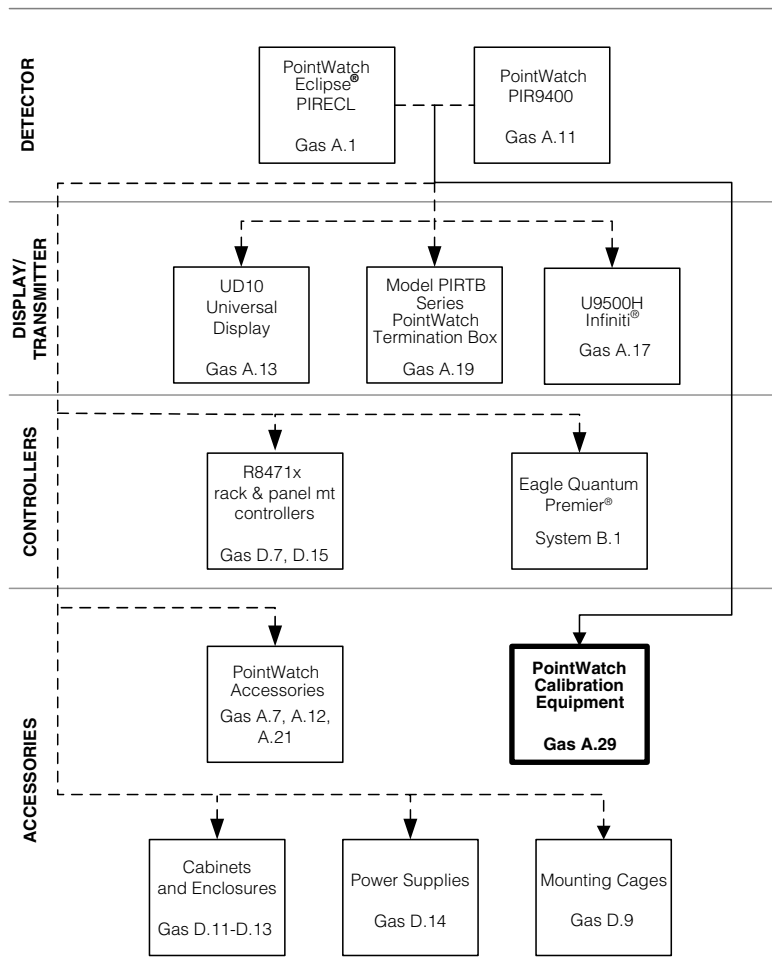 DETECTOR
PointWatch
Eclipse®
PIRECL
Gas A.1
PointWatch
PIR9400
Gas A.11
DISPLAY/
TRANSMITTER
UD10
Universal
Display
Gas A.13
Model PIRTB
Series
PointWatch
Termination Box
Gas A.19
U9500H
Infiniti®
Gas A.17
CONTROLLERS
R8471x
rack & panel mt
controllers
Gas D.7, D.15
Eagle Quantum
Premier®
System B.1
ACCESSORIES
PointWatch
Accessories
Gas A.7, A.12,
A.21
PointWatch
Calibration
Equipment
Gas A.29
Cabinets
and Enclosures
Gas D.11-D.13
Power Supplies
Gas D.14
Mounting Cages
Gas D.9